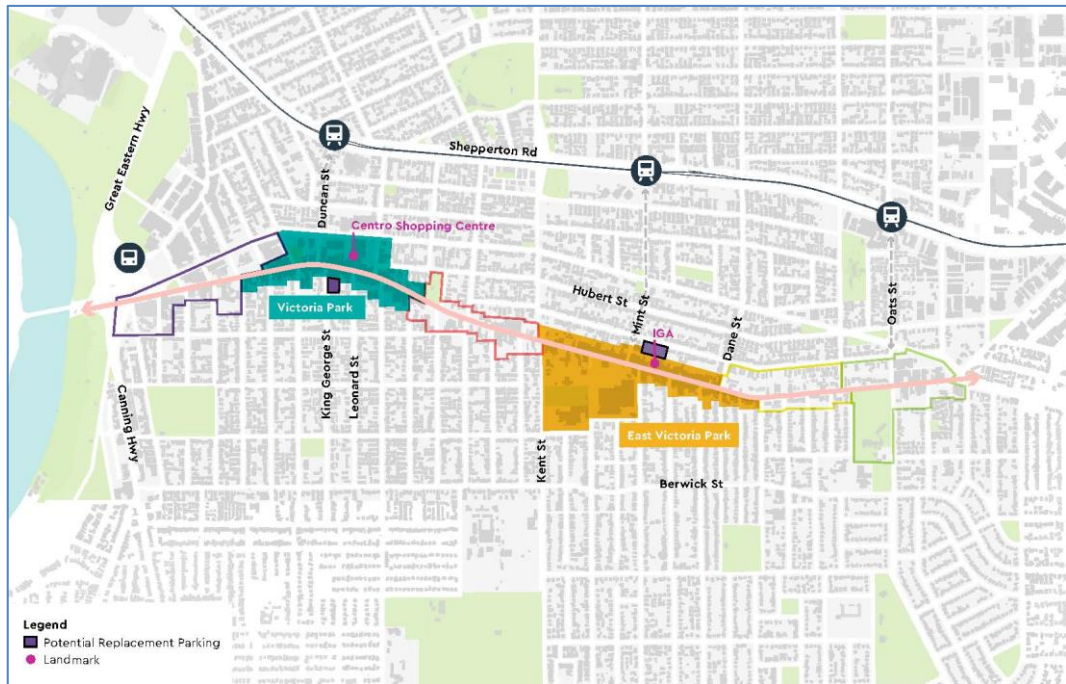 Great Eastern Hwy
Shepperton Rd
Duncan St
Centro Shopping Centre
Victoria Park
King George St
Leonard St
Canning Hwy
Hubert St
Mint St
IGA
Dane St
Oats St
Kent St
East Victoria Park
Berwick St
Legend
Potential Replacement Parking
Landmark